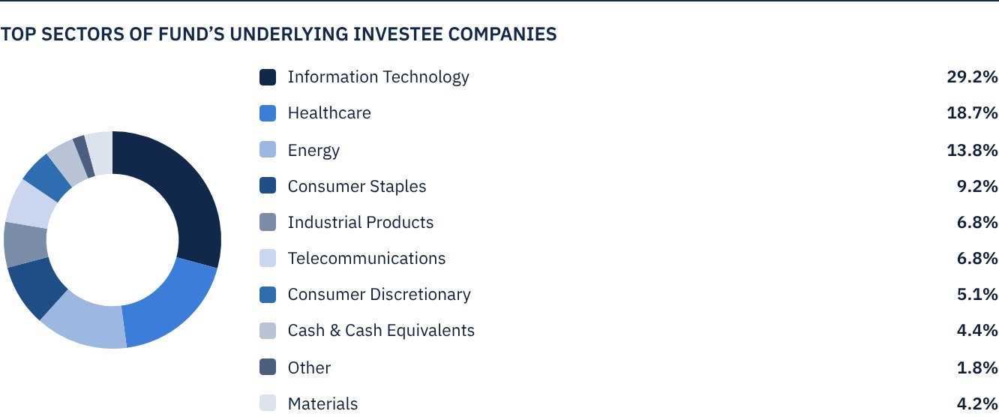 TOP SECTORS OF FUND’S UNDERLYING INVESTEE COMPANIES
Information Technology 29.2%
Healthcare 18.7%
Energy 13.8%
Consumer Staples 9.2%
Industrial Products 6.8%
Telecommunications 6.8%
Consumer Discretionary 5.1%
Cash & Cash Equivalents 4.4%
Other 1.8%
Materials 4.2%